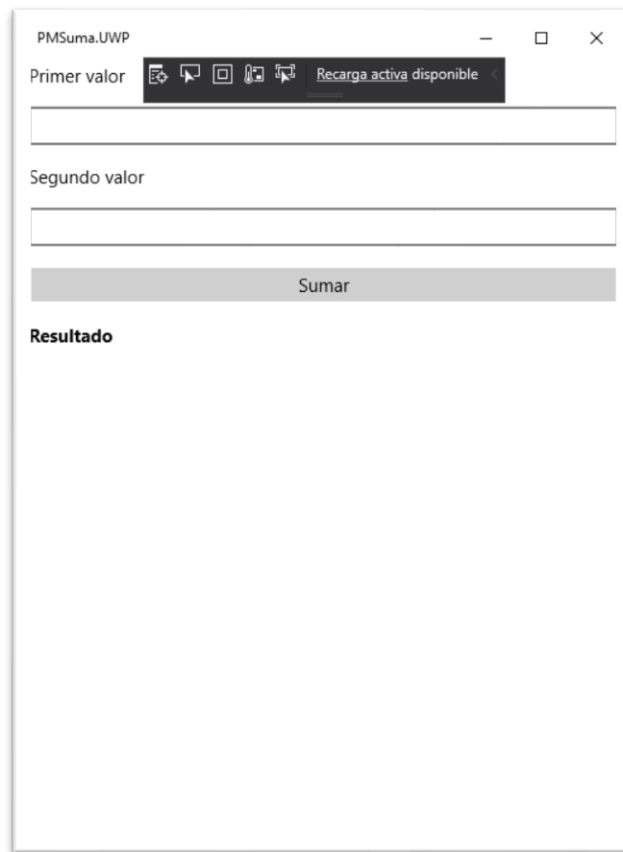 PMSuma.UWP
Primer valor
Recarga activa disponible
Segundo valor
Sumar
Resultado